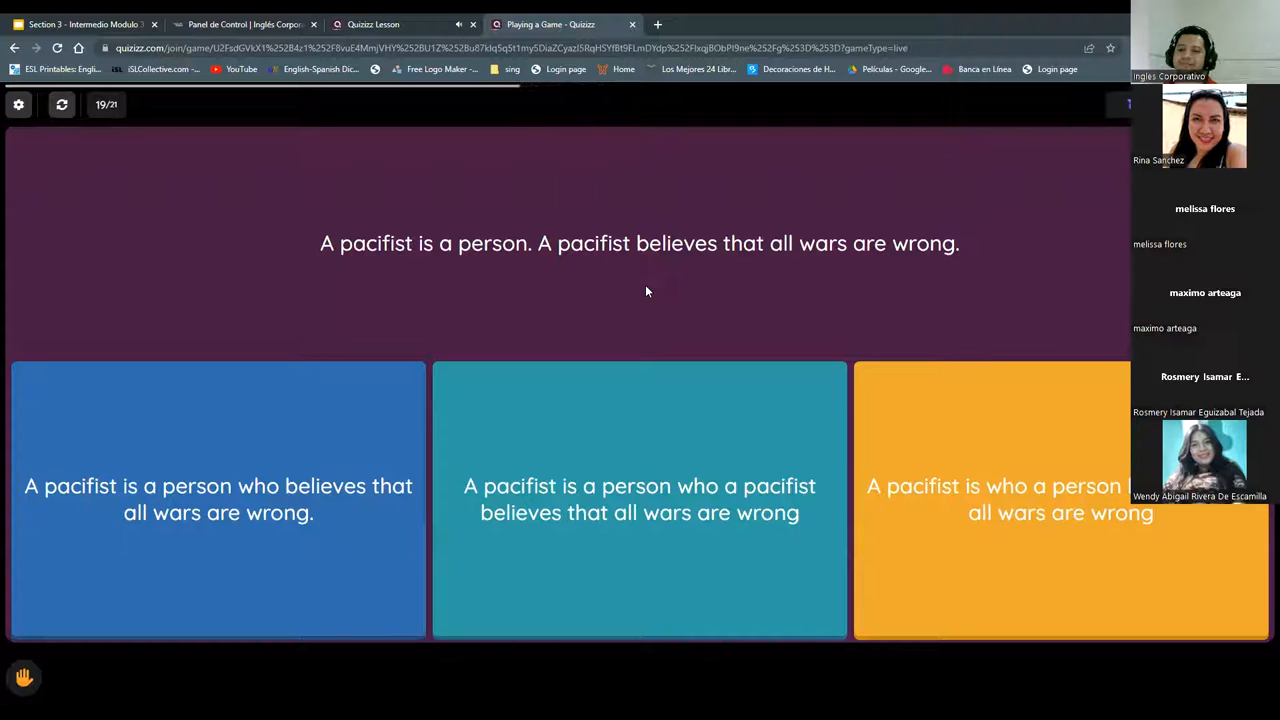 Section 3 - Intermedio Modulo 3
Panel de Control | Inglés Corpor
Quizizz Lesson
Playing a Game - Quizizz
ESL Printables: Engli...
iSLCollective.com -...
YouTube
English-Spanish Dic...
Free Logo Maker -...
sing
Login page
Home
Los Mejores 24 Libr...
Decoraciones de H...
Películas - Google...
Banca en Línea
Login page
19/21
A pacifist is a person. A pacifist believes that all wars are wrong.
A pacifist is a person who believes that
all wars are wrong.
A pacifist is a person who a pacifist
believes that all wars are wrong
A pacifist is who a person
all wars are wrong
Ingles Corporativo
Rina Sanchez
melissa flores
melissa flores
maximo arteaga
maximo arteaga
Rosmery Isamar E...
Rosmery Isamar Eguizabal Tejada
Wendy Abigail Rivera De Escamilla